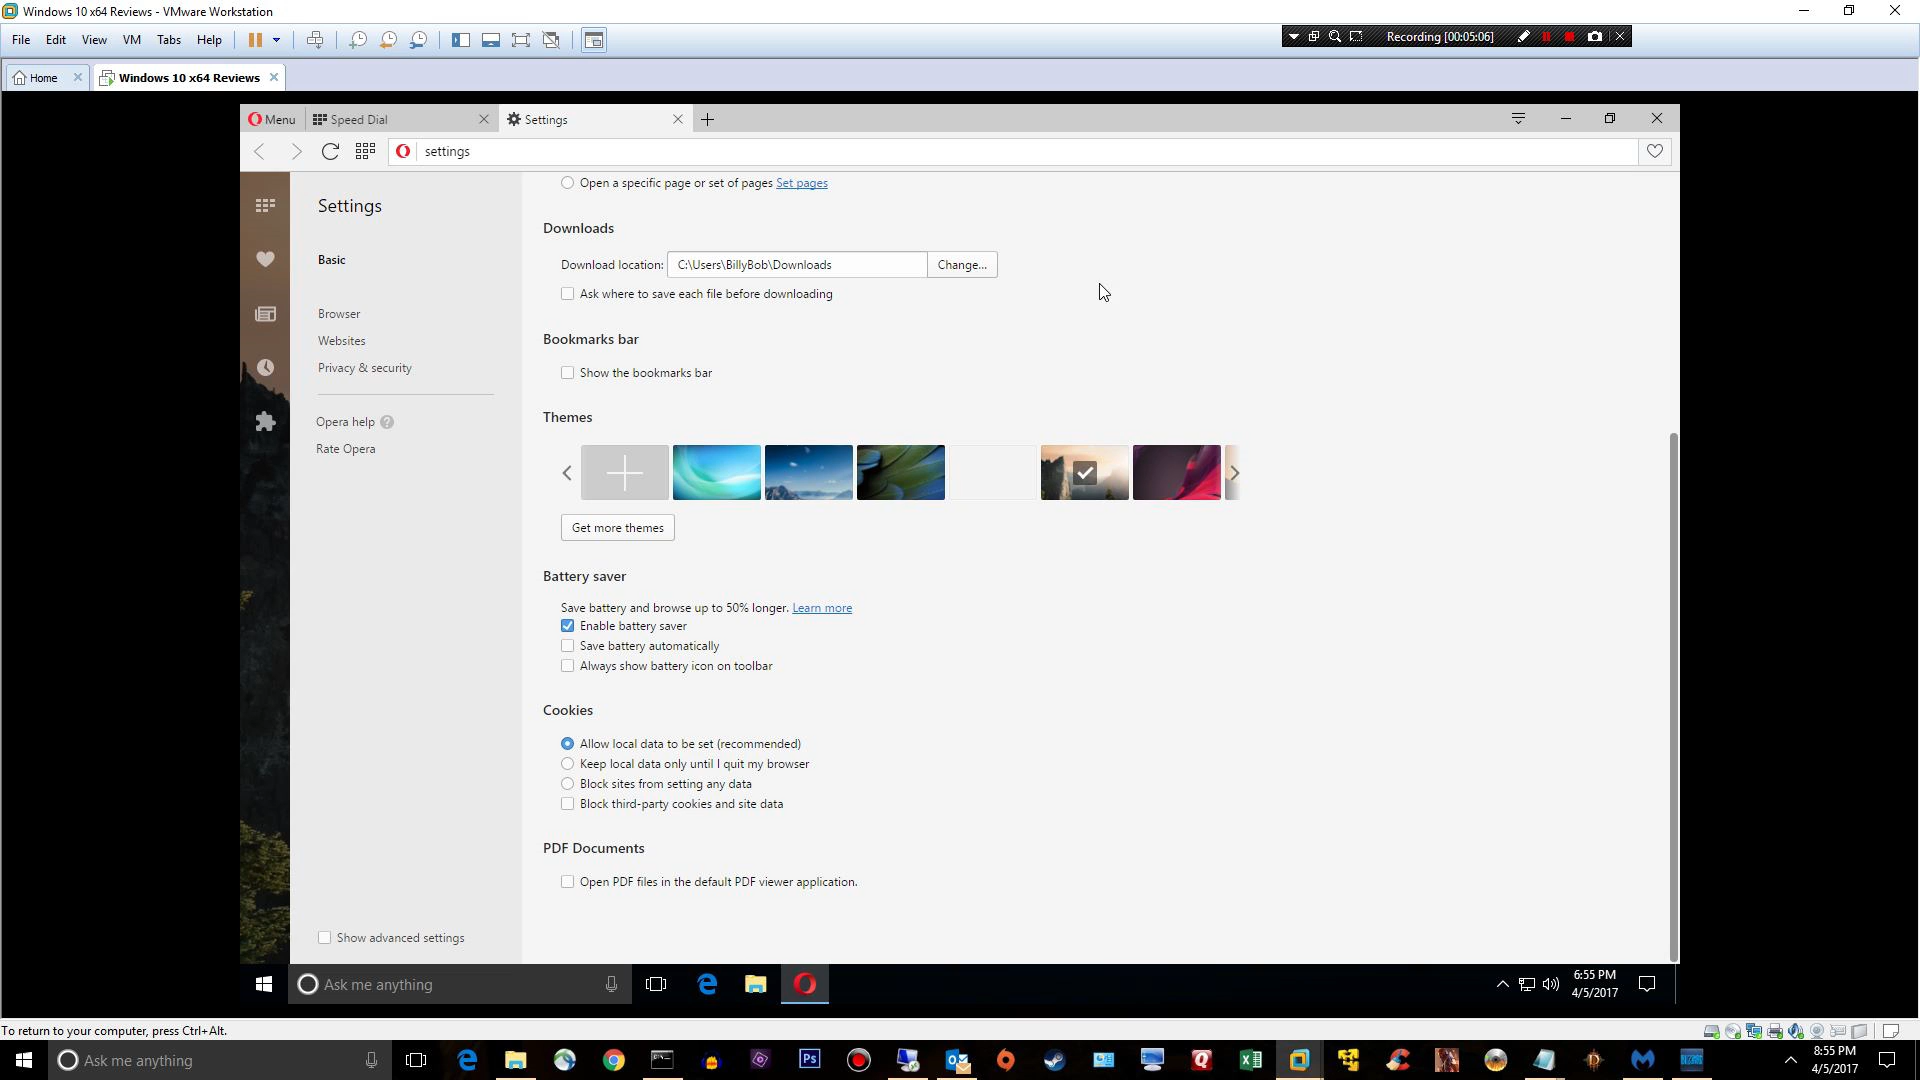 Windows 10 x64 Reviews - VMware Workstation
File Edit View VM Tabs Help
Recording [00:05:06]
Home
Windows 10 x64 Reviews
Menu
Speed Dial
Settings
settings
Settings
Basic
Browser
Websites
Privacy & security
Opera help ?
Rate Opera
Show advanced settings
Open a specific page or set of pages Set pages
Downloads
Download location: C:\Users\BillyBob\Downloads Change...
Ask where to save each file before downloading
Bookmarks bar
Show the bookmarks bar
Themes
Get more themes
Battery saver
Save battery and browse up to 50% longer. Learn more
Enable battery saver
Save battery automatically
Always show battery icon on toolbar
Cookies
Allow local data to be set (recommended)
Keep local data only until I quit my browser
Block sites from setting any data
Block third-party cookies and site data
PDF Documents
Open PDF files in the default PDF viewer application.
Ask me anything
6:55 PM
4/5/2017
To return to your computer, press Ctrl+Alt.
Ask me anything
Ps
8:55 PM
4/5/2017